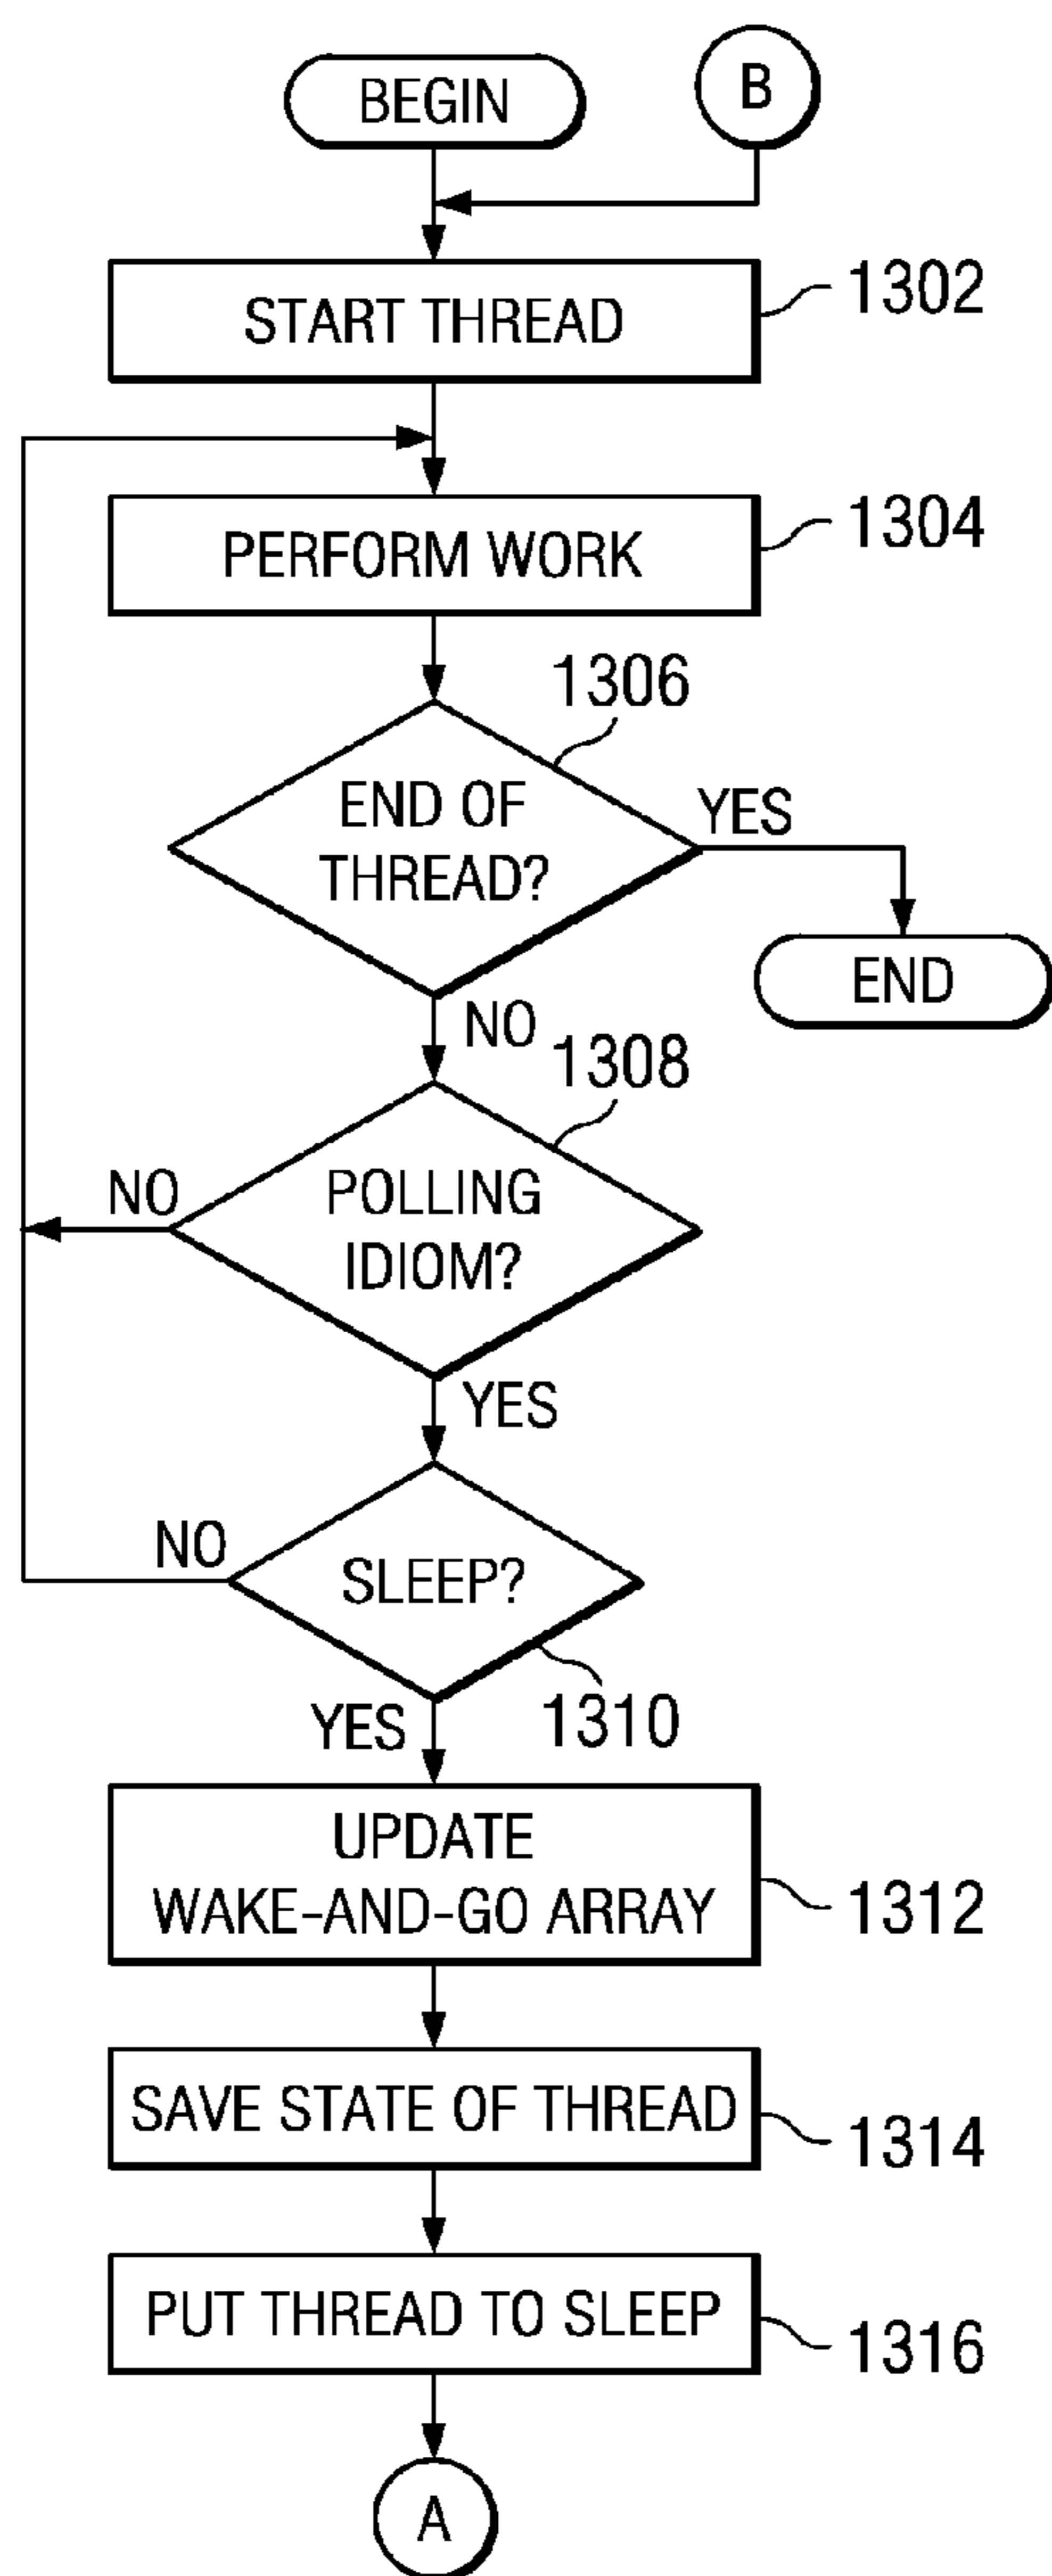 BEGIN
B
START THREAD
1302
PERFORM WORK
1304
1306
END OF
THREAD?
YES
END
NO
1308
NO
POLLING
IDIOM?
YES
NO
SLEEP?
YES
1310
UPDATE
WAKE-AND-GO ARRAY
1312
SAVE STATE OF THREAD
1314
PUT THREAD TO SLEEP
1316
A